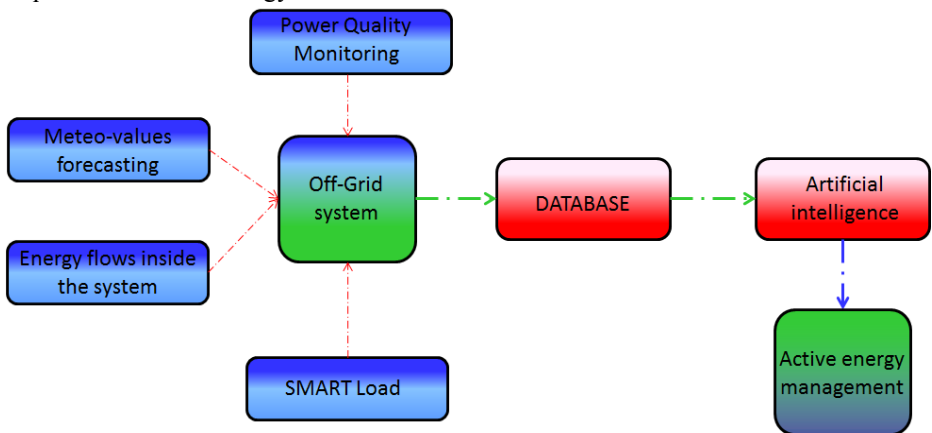 Power Quality
Monitoring
Meteo-values
forecasting
Off-Grid
system
DATABASE
Artificial
intelligence
Energy flows inside
the system
SMART Load
Active energy
management